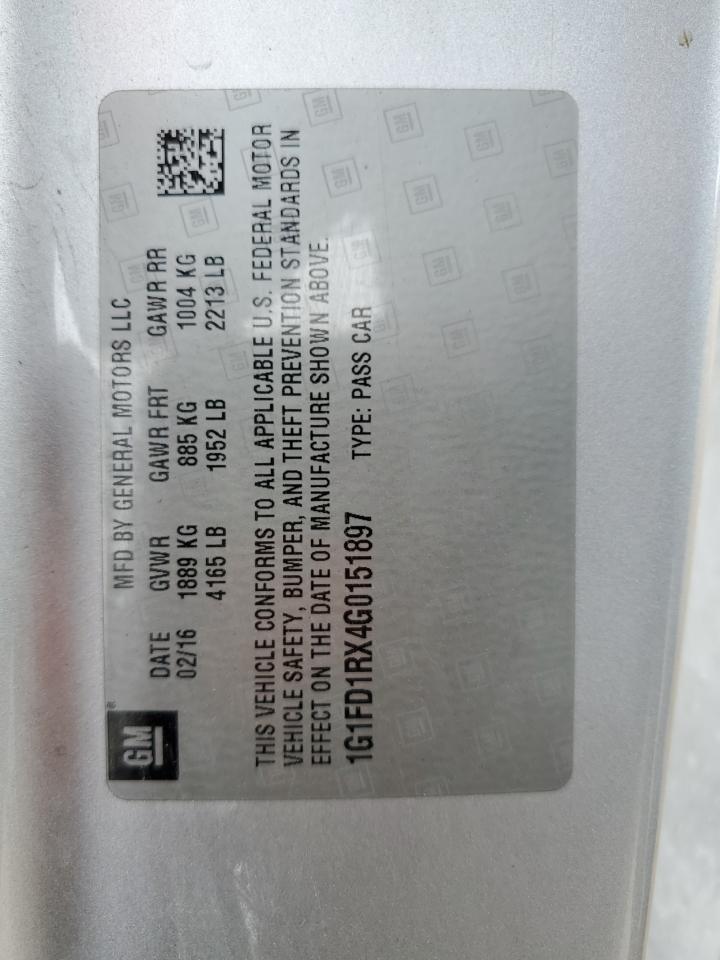 GM®
MFD BY GENERAL MOTORS LLC
DATE GVWR GAWR FRT GAWR RR
02/16 1889 KG 885 KG 1004 KG
4165 LB 1952 LB 2213 LB
THIS VEHICLE CONFORMS TO ALL APPLICABLE U.S. FEDERAL MOTOR
VEHICLE SAFETY, BUMPER, AND THEFT PREVENTION STANDARDS IN
EFFECT ON THE DATE OF MANUFACTURE SHOWN ABOVE.
1G1FD1RX4G0151897 TYPE: PASS CAR